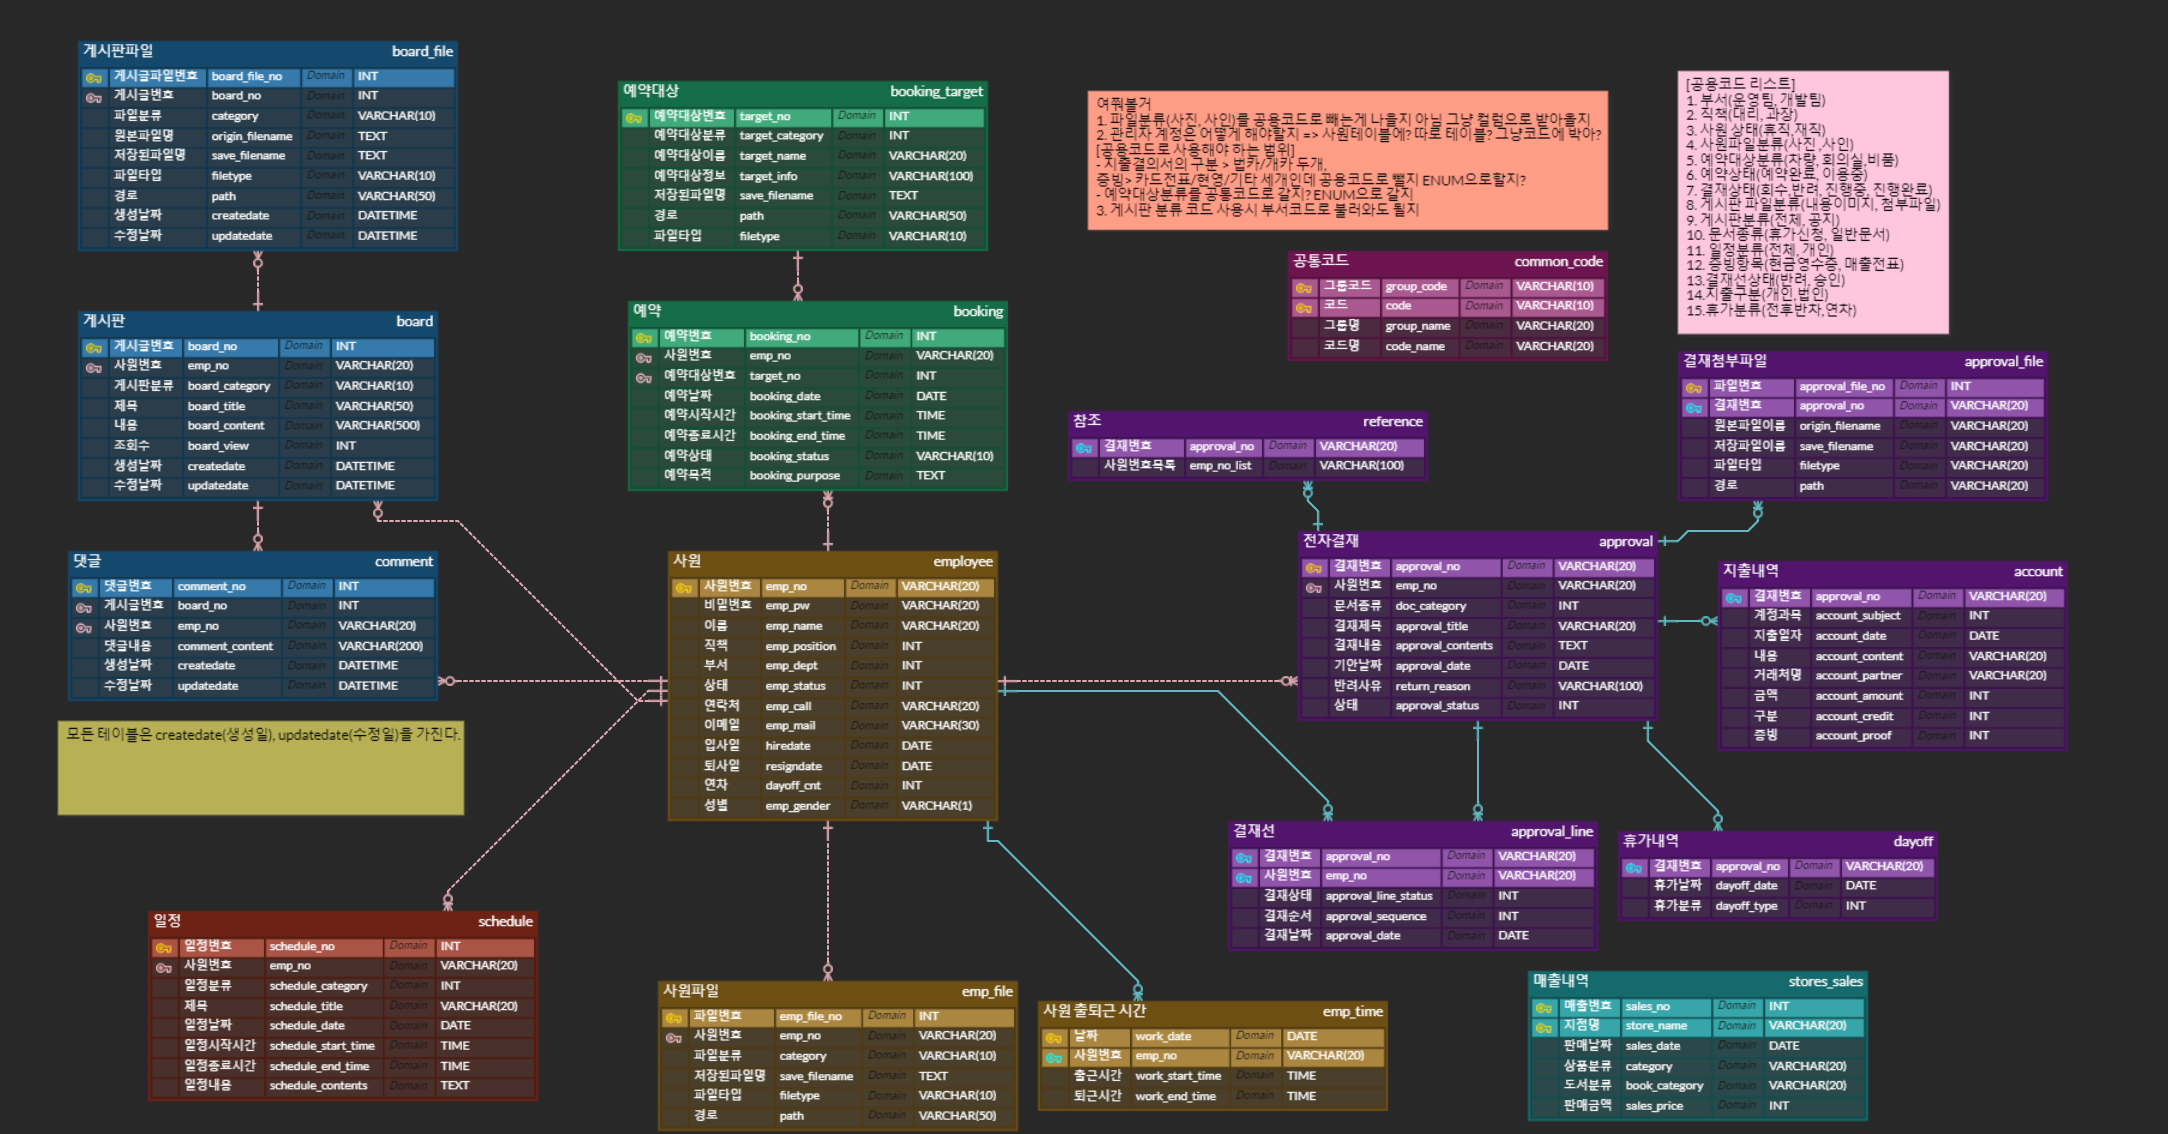 게시판파일 board_file
게시글파일번호 board_file_no Domain INT
게시글번호 board_no Domain INT
파일분류 category Domain VARCHAR(10)
원본파일명 origin_filename Domain TEXT
저장된파일명 save_filename Domain TEXT
파일타입 filetype Domain VARCHAR(10)
경로 path Domain VARCHAR(50)
생성날짜 createdate Domain DATETIME
수정날짜 updatedate Domain DATETIME
예약대상 booking_target
예약대상번호 target_no Domain INT
예약대상분류 target_category Domain INT
예약대상이름 target_name Domain VARCHAR(20)
예약대상정보 target_info Domain VARCHAR(100)
저장된파일명 save_filename Domain TEXT
경로 path Domain VARCHAR(50)
파일타입 filetype Domain VARCHAR(10)
여쭤볼거
1. 파일분류(사진, 사인)를 공용코드로 빼는게 나을지 아님 그냥 컬럼으로 받아올지
2. 관리자 계정은 어떻게 해야할지 => 사원테이블에? 따로 테이블? 그냥코드에 박아?
[공용코드로 사용해야 하는 범위]
- 지출결의서의 구분 > 법카/개카 두개,
증빙> 카드전표/현영/기타 세개인데 공용코드로 뺄지 ENUM으로할지?
- 예약대상분류를 공통코드로 갈지? ENUM으로 갈지
3. 게시판 분류 코드 사용시 부서코드로 불러와도 될지
[공용코드 리스트]
1. 부서(운영팀, 개발팀)
2. 직책(대리, 과장)
3. 사원 상태(휴직,재직)
4. 사원파일분류(사진 ,사인)
5. 예약대상분류(차량, 회의실,비품)
6. 예약상태(예약완료, 이용중)
7. 결재상태(회수,반려, 진행중, 진행완료)
8. 게시판 파일분류(내용이미지, 첨부파일)
9. 게시판분류(전체, 공지)
10. 문서종류(휴가신청, 일반문서)
11. 일정분류(전체, 개인)
12. 증빙항목(현금영수증, 매출전표)
13.결재선상태(반려, 승인)
14.지출구분(개인,법인)
15.휴가분류(전후반차,연차)
공통코드 common_code
그룹코드 group_code Domain VARCHAR(10)
코드 code Domain VARCHAR(10)
그룹명 group_name Domain VARCHAR(20)
코드명 code_name Domain VARCHAR(20)
게시판 board
게시글번호 board_no Domain INT
사원번호 emp_no Domain VARCHAR(20)
게시판분류 board_category Domain VARCHAR(10)
제목 board_title Domain VARCHAR(50)
내용 board_content Domain VARCHAR(500)
조회수 board_view Domain INT
생성날짜 createdate Domain DATETIME
수정날짜 updatedate Domain DATETIME
예약 booking
예약번호 booking_no Domain INT
사원번호 emp_no Domain VARCHAR(20)
예약대상번호 target_no Domain INT
예약날짜 booking_date Domain DATE
예약시작시간 booking_start_time Domain TIME
예약종료시간 booking_end_time Domain TIME
예약상태 booking_status Domain VARCHAR(10)
예약목적 booking_purpose Domain TEXT
참조 reference
결재번호 approval_no Domain VARCHAR(20)
사원번호목록 emp_no_list Domain VARCHAR(100)
결재첨부파일 approval_file
파일번호 approval_file_no Domain INT
결재번호 approval_no Domain VARCHAR(20)
원본파일이름 origin_filename Domain VARCHAR(20)
저장파일이름 save_filename Domain VARCHAR(20)
파일타입 filetype Domain VARCHAR(20)
경로 path Domain VARCHAR(20)
댓글 comment
댓글번호 comment_no Domain INT
게시글번호 board_no Domain INT
사원번호 emp_no Domain VARCHAR(20)
댓글내용 comment_content Domain VARCHAR(200)
생성날짜 createdate Domain DATETIME
수정날짜 updatedate Domain DATETIME
모든 테이블은 createdate(생성일), updatedate(수정일)을 가진다.
사원 employee
사원번호 emp_no Domain VARCHAR(20)
비밀번호 emp_pw Domain VARCHAR(20)
이름 emp_name Domain VARCHAR(20)
직책 emp_position Domain INT
부서 emp_dept Domain INT
상태 emp_status Domain INT
연락처 emp_call Domain VARCHAR(20)
이메일 emp_mail Domain VARCHAR(30)
입사일 hiredate Domain DATE
퇴사일 resigndate Domain DATE
연차 dayoff_cnt Domain INT
성별 emp_gender Domain VARCHAR(1)
전자결재 approval
결재번호 approval_no Domain VARCHAR(20)
사원번호 emp_no Domain VARCHAR(20)
문서종류 doc_category Domain INT
결재제목 approval_title Domain VARCHAR(20)
결재내용 approval_contents Domain TEXT
기안날짜 approval_date Domain DATE
반려사유 return_reason Domain VARCHAR(100)
상태 approval_status Domain INT
지출내역 account
결재번호 approval_no Domain VARCHAR(20)
계정과목 account_subject Domain INT
지출일자 account_date Domain DATE
내용 account_content Domain VARCHAR(20)
거래처명 account_partner Domain VARCHAR(20)
금액 account_amount Domain INT
구분 account_credit Domain INT
증빙 account_proof Domain INT
결재선 approval_line
결재번호 approval_no Domain VARCHAR(20)
사원번호 emp_no Domain VARCHAR(20)
결재상태 approval_line_status Domain INT
결재순서 approval_sequence Domain INT
결재날짜 approval_date Domain DATE
휴가내역 dayoff
결재번호 approval_no Domain VARCHAR(20)
휴가날짜 dayoff_date Domain DATE
휴가분류 dayoff_type Domain INT
일정 schedule
일정번호 schedule_no Domain INT
사원번호 emp_no Domain VARCHAR(20)
일정분류 schedule_category Domain INT
제목 schedule_title Domain VARCHAR(20)
일정날짜 schedule_date Domain DATE
일정시작시간 schedule_start_time Domain TIME
일정종료시간 schedule_end_time Domain TIME
일정내용 schedule_contents Domain TEXT
사원파일 emp_file
파일번호 emp_file_no Domain INT
사원번호 emp_no Domain VARCHAR(20)
파일분류 category Domain VARCHAR(10)
저장된파일명 save_filename Domain TEXT
파일타입 filetype Domain VARCHAR(10)
경로 path Domain VARCHAR(50)
사원 출퇴근 시간 emp_time
날짜 work_date Domain DATE
사원번호 emp_no Domain VARCHAR(20)
출근시간 work_start_time Domain TIME
퇴근시간 work_end_time Domain TIME
매출내역 stores_sales
매출번호 sales_no Domain INT
지점명 store_name Domain VARCHAR(20)
판매날짜 sales_date Domain DATE
상품분류 category Domain VARCHAR(20)
도서분류 book_category Domain VARCHAR(20)
판매금액 sales_price Domain INT